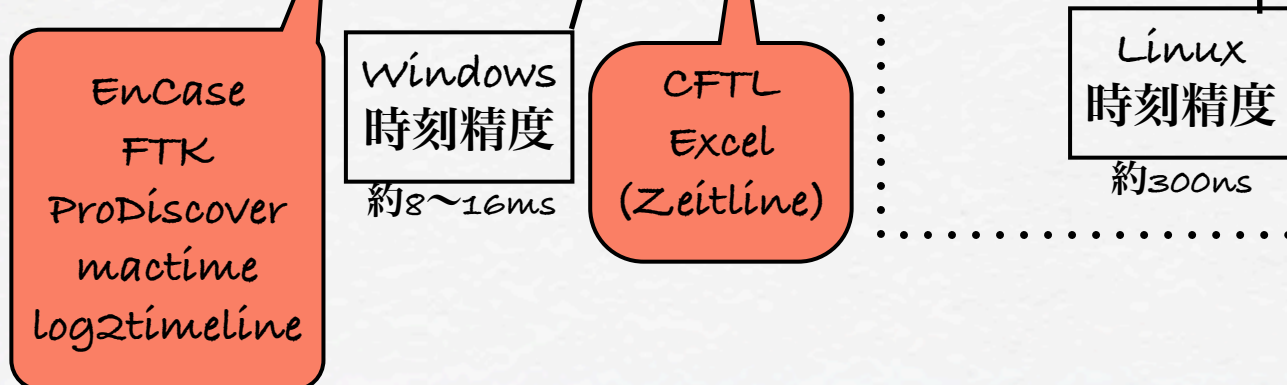 EnCase
FTK
ProDiscover
mactime
log2timeline
Windows
時刻精度
約8〜16ms
CFTL
Excel
(Zeitline)
Linux
時刻精度
約300ns